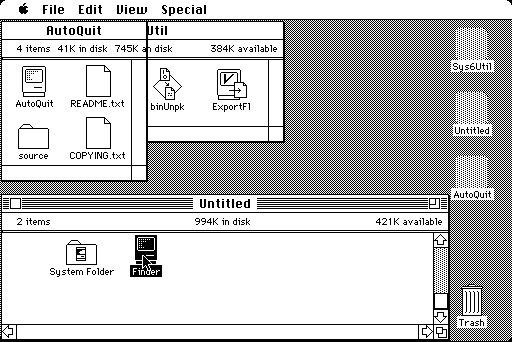 File Edit View Special
AutoQuit
Util
4 items 41K in disk 745K a
n disk 384K available
AutoQuit README.txt
binUnpk ExportFl
source COPYING.txt
Sys6Util
Untitled
AutoQuit
Untitled
2 items 994K in disk 421K available
System Folder Finder
Trash